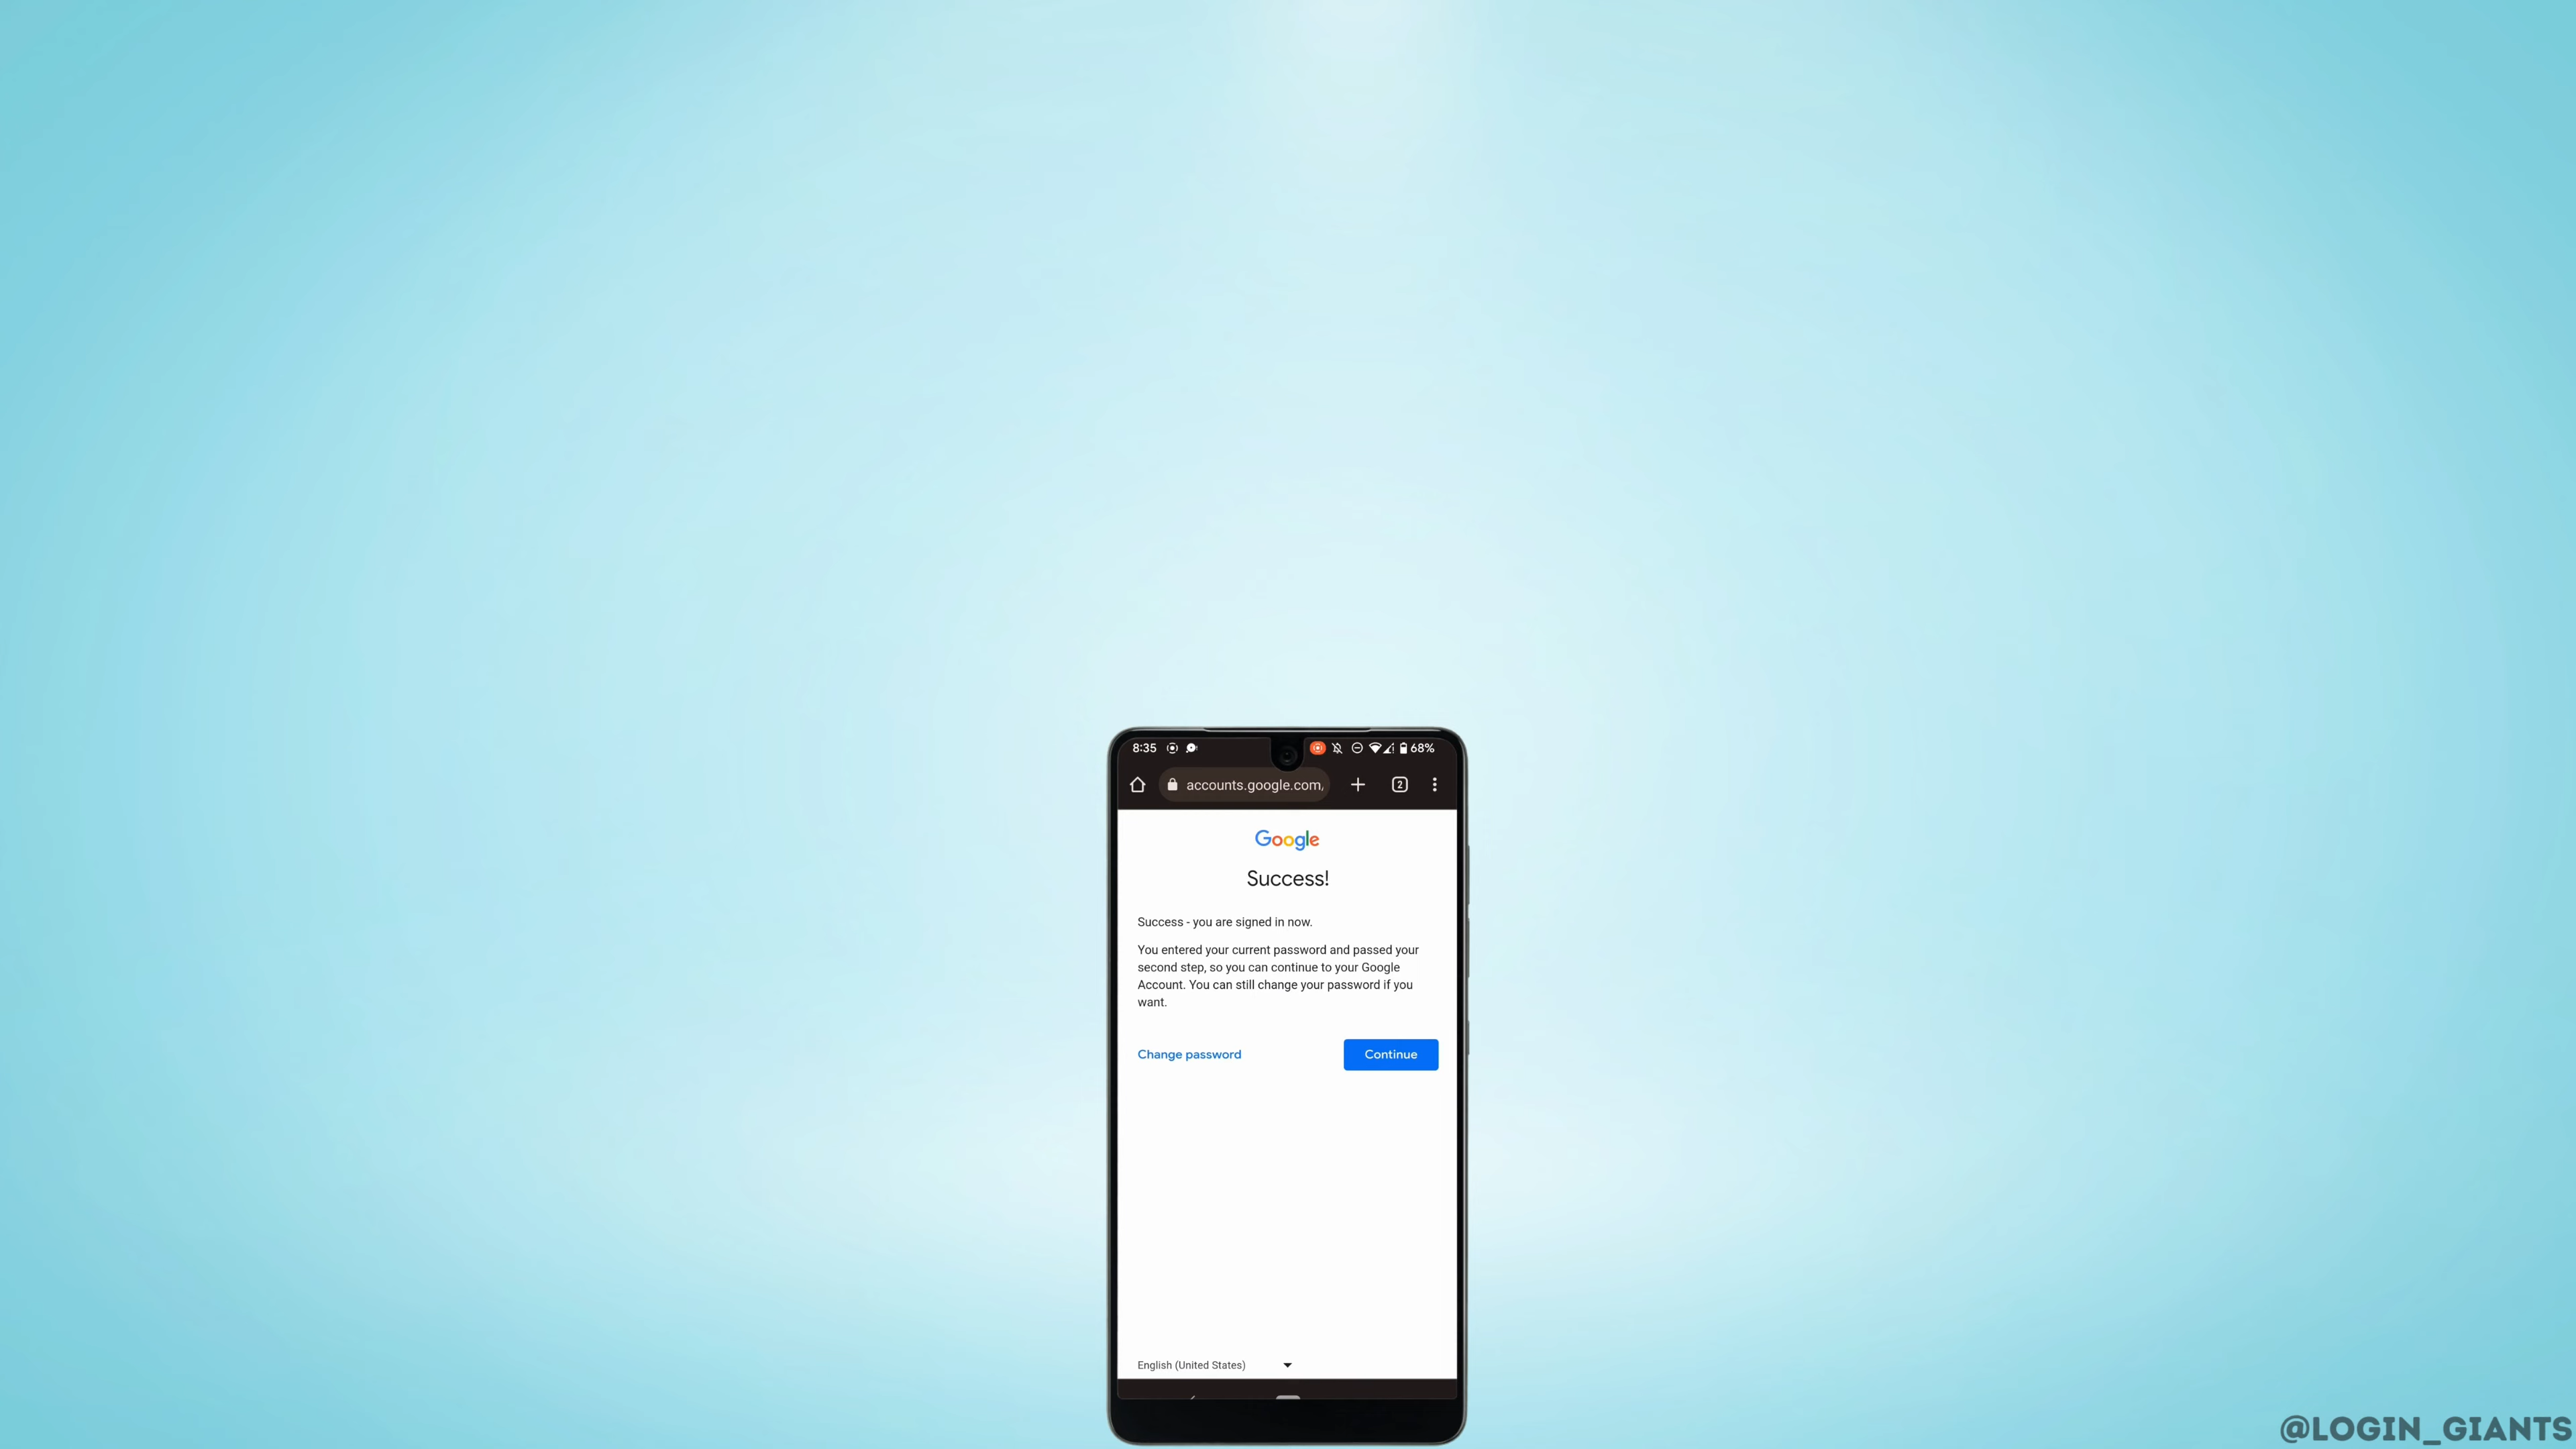 8:35
68%
accounts.google.com
2
Google
Success!
Success - you are signed in now.
You entered your current password and passed your
second step, so you can continue to your Google
Account. You can still change your password if you
want.
Change password
Continue
English (United States)
@LOGIN_GIANTS